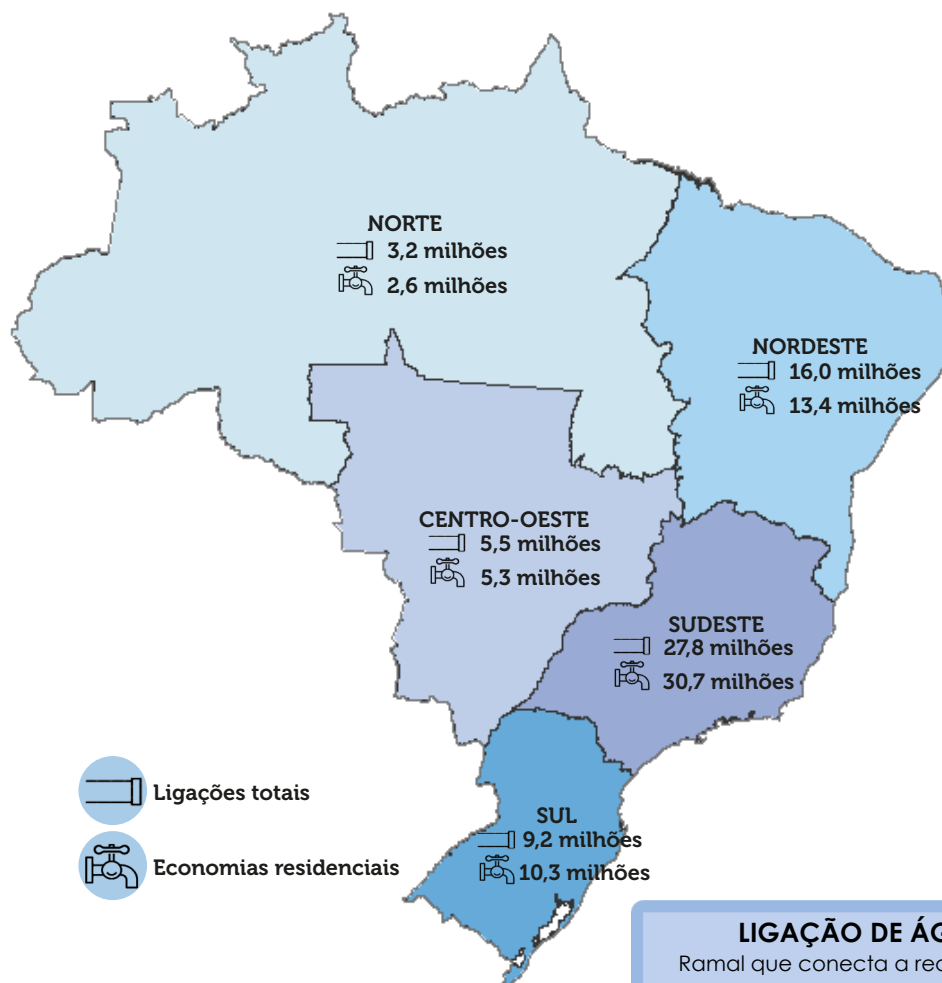 NORTE
3,2 milhões
2,6 milhões
NORDESTE
16,0 milhões
13,4 milhões
CENTRO-OESTE
5,5 milhões
5,3 milhões
SUDESTE
27,8 milhões
30,7 milhões
Ligações totais
Economias residenciais
SUL
9,2 milhões
10,3 milhões
LIGAÇÃO DE
Ramal que conecta a